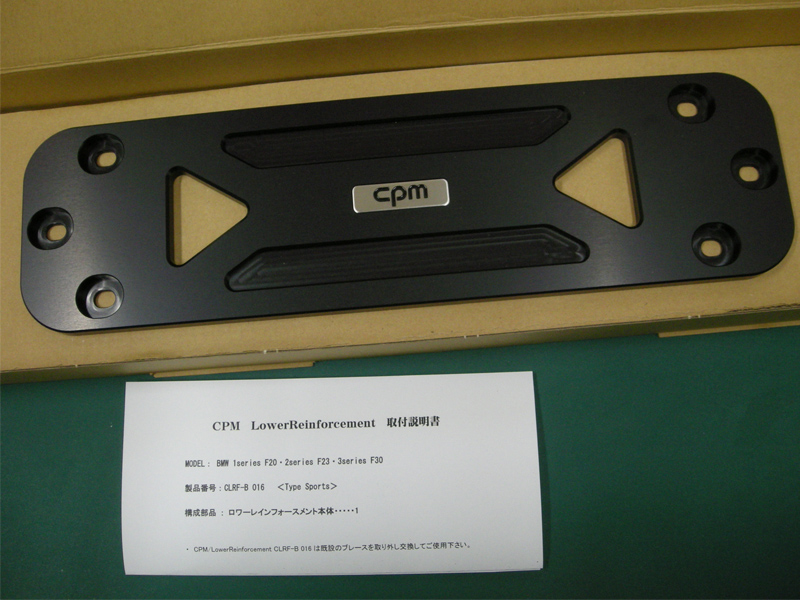 cpm
CPM LowerReinforcement 取付説明書
MODEL： BMW 1series F20・2series F23・3series F30
製品番号：CLRF-B 016 ＜Type Sports＞
構成部品 ： ロワーレインフォースメント本体・・・・・1
・ CPM/LowerReinforcement CLRF-B 016 は既設のブレースを取り外し交換してご使用下さい。